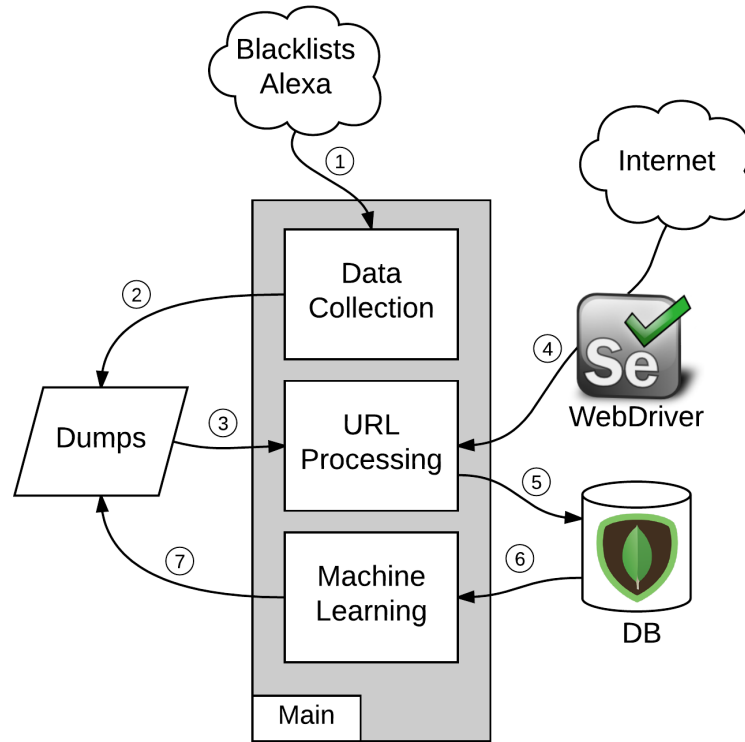 Blacklists
Alexa
1
Internet
Data
Collection
2
4
Se
WebDriver
Dumps
3
URL
Processing
5
7
Machine
Learning
6
DB
Main